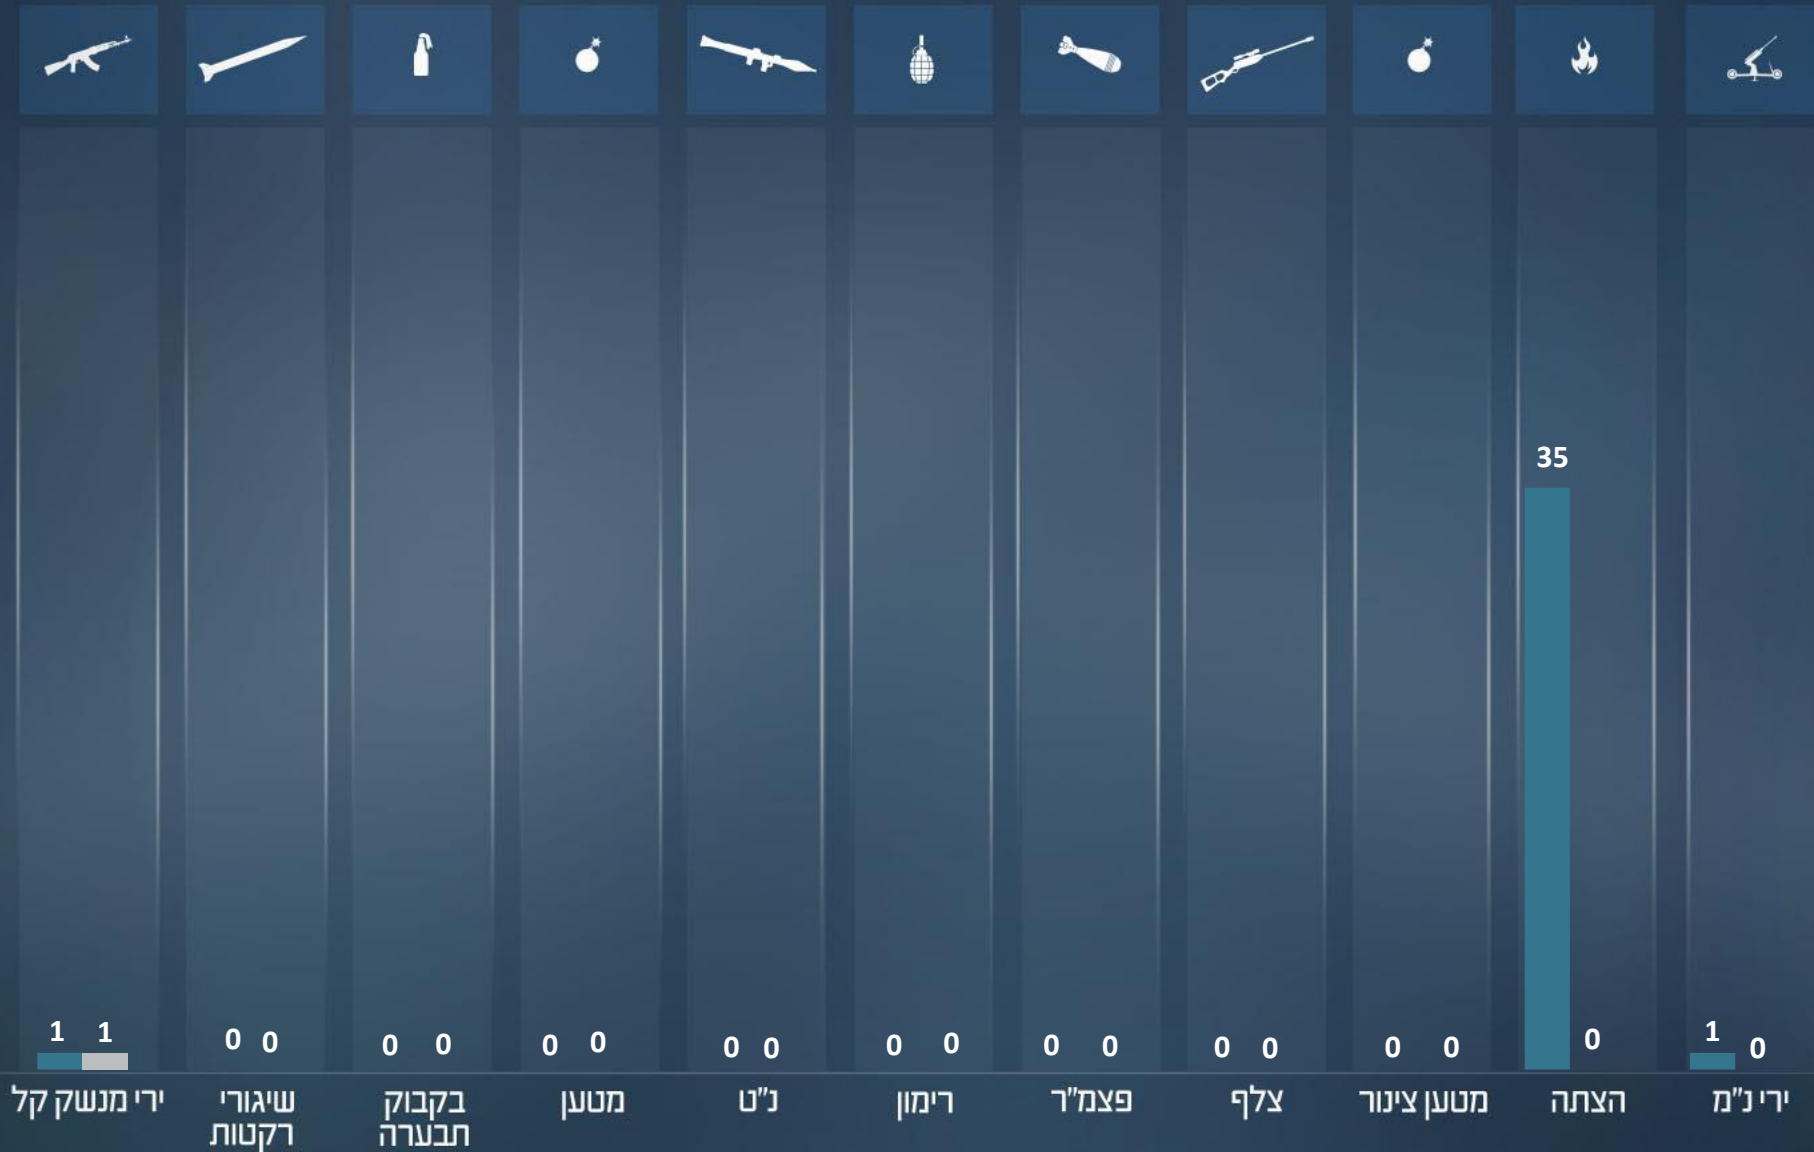 35
1 1
0 0
0 0
0 0
0 0
0 0
0 0
0 0
0 0
0
1 0
ירי מנשק קל
שיגורי
רקטות
בקבוק
תבערה
מטען
נ"ט
רימון
פצמ"ר
צלף
מטען צינור
הצתה
ירי נ"מ